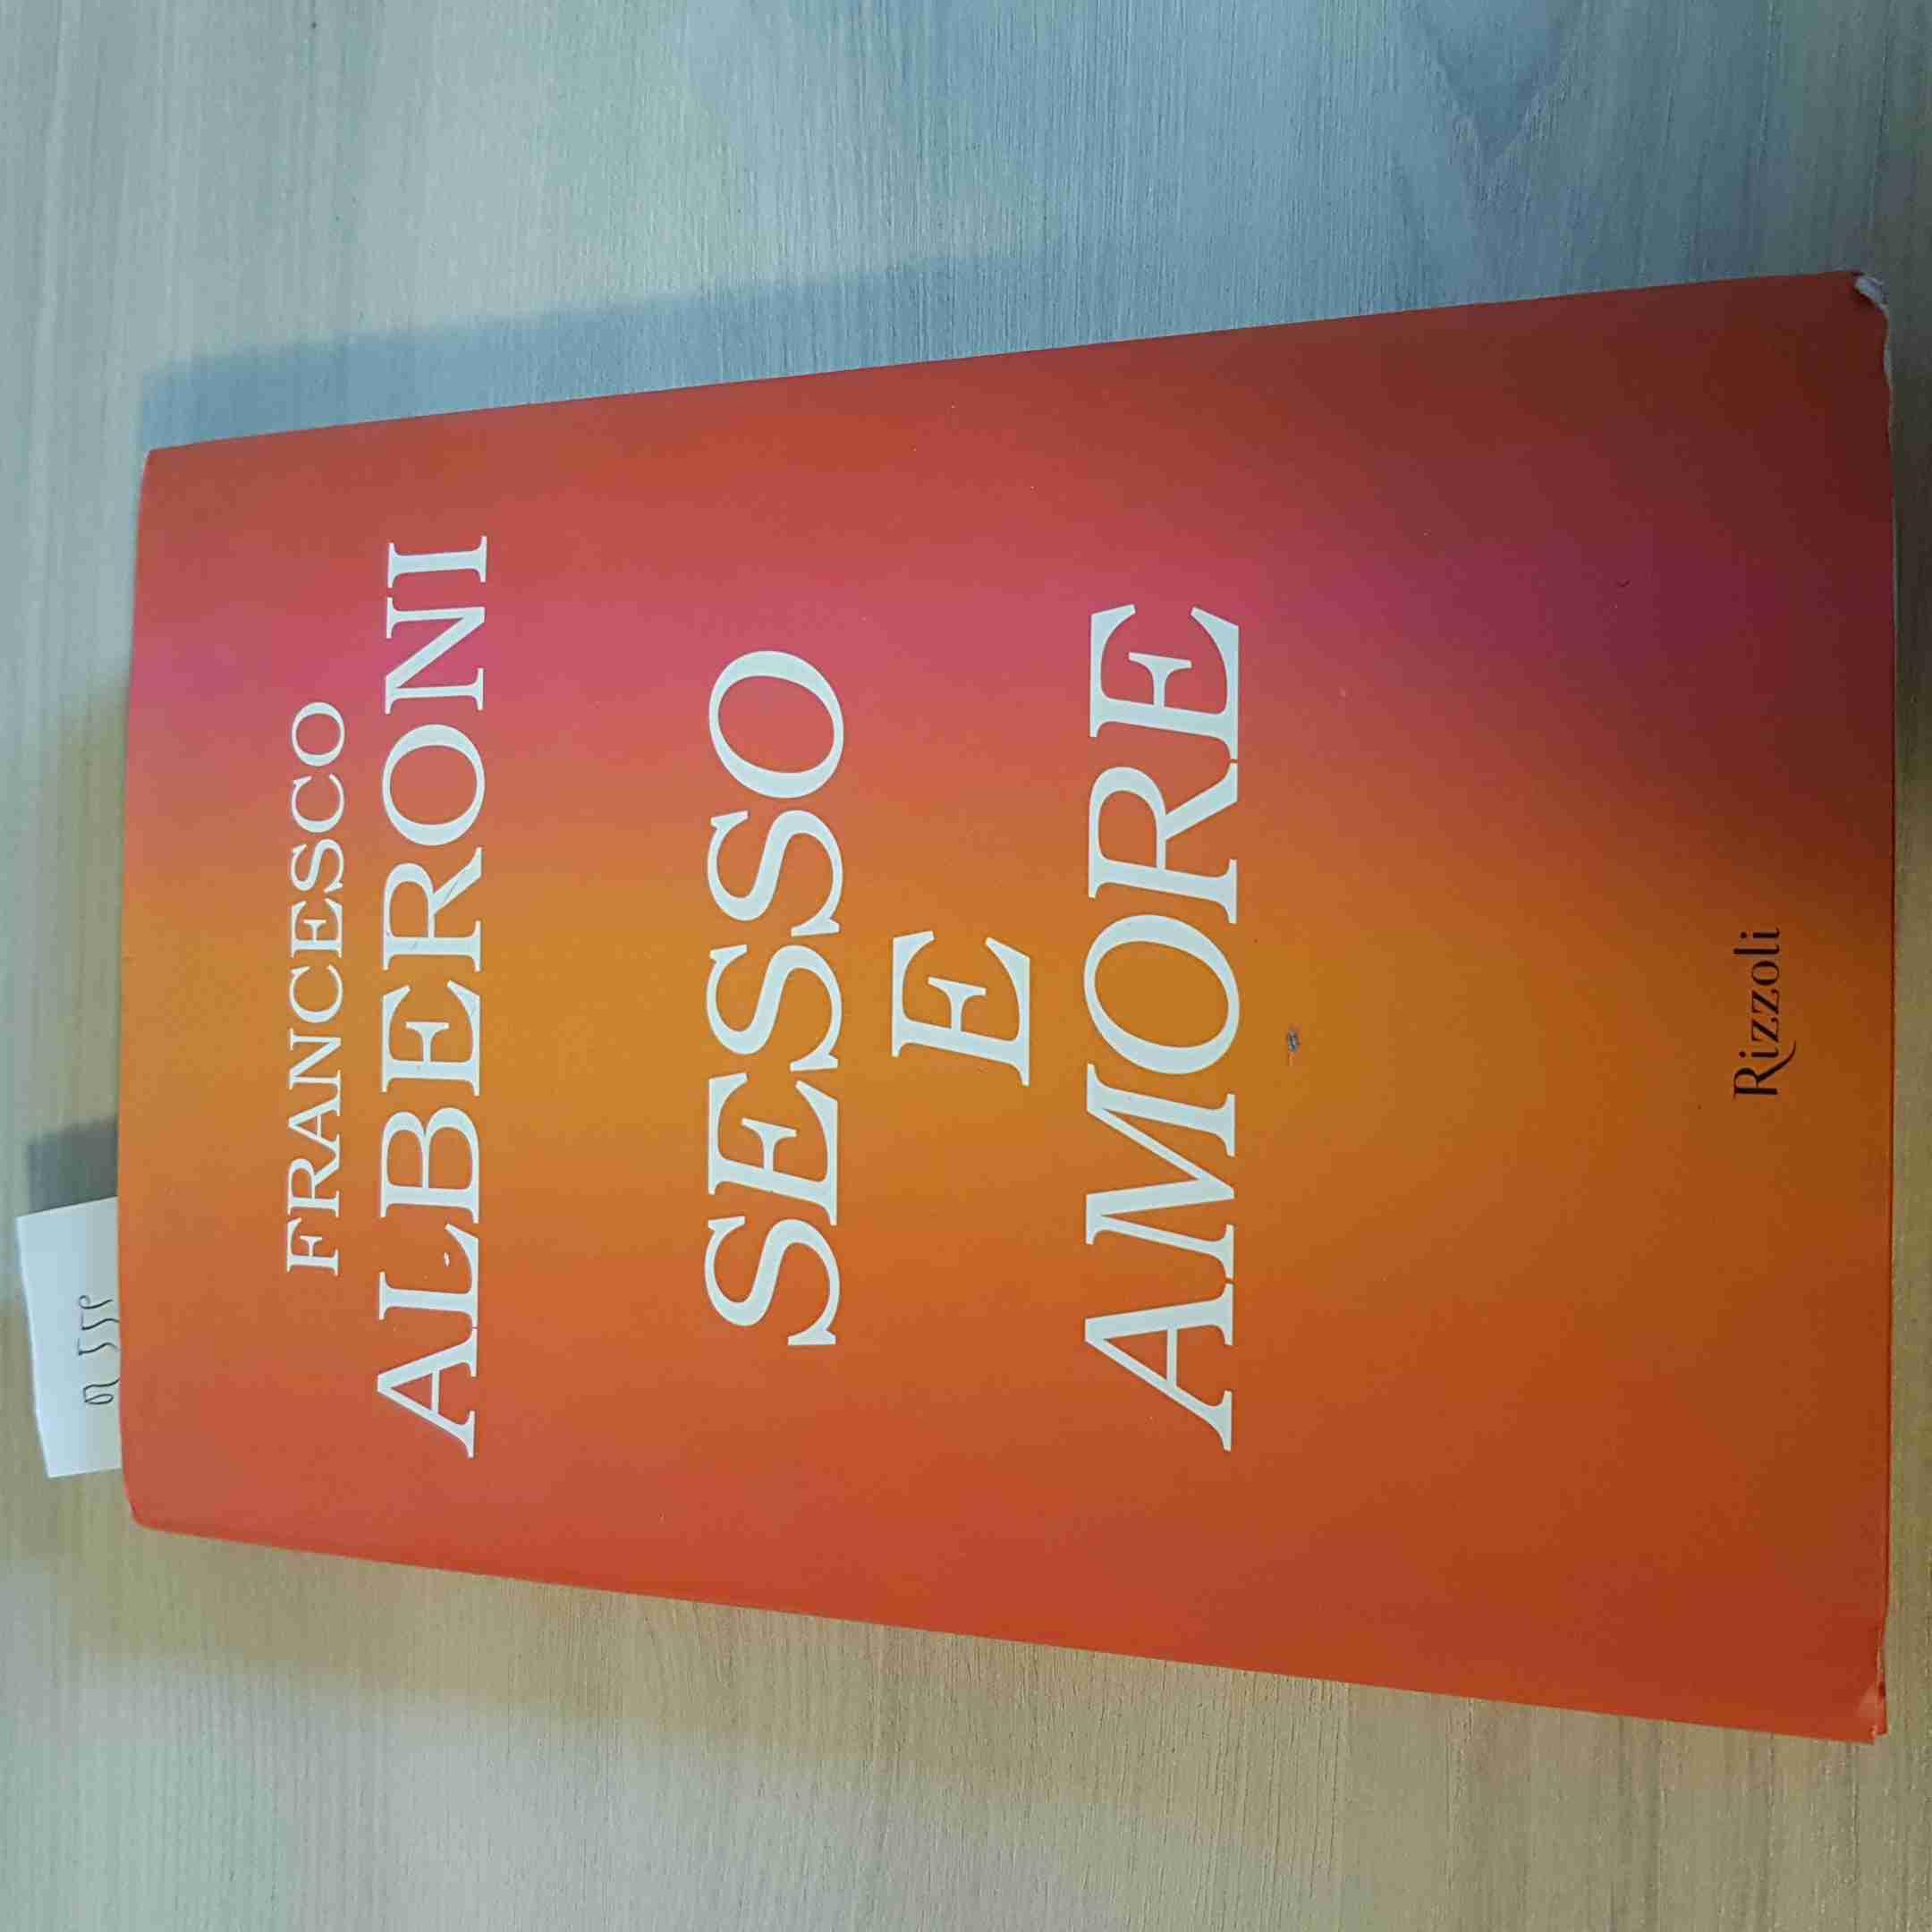 FRANCESCO
ALBERONI
SESSO
E
AMORE
Rizzoli